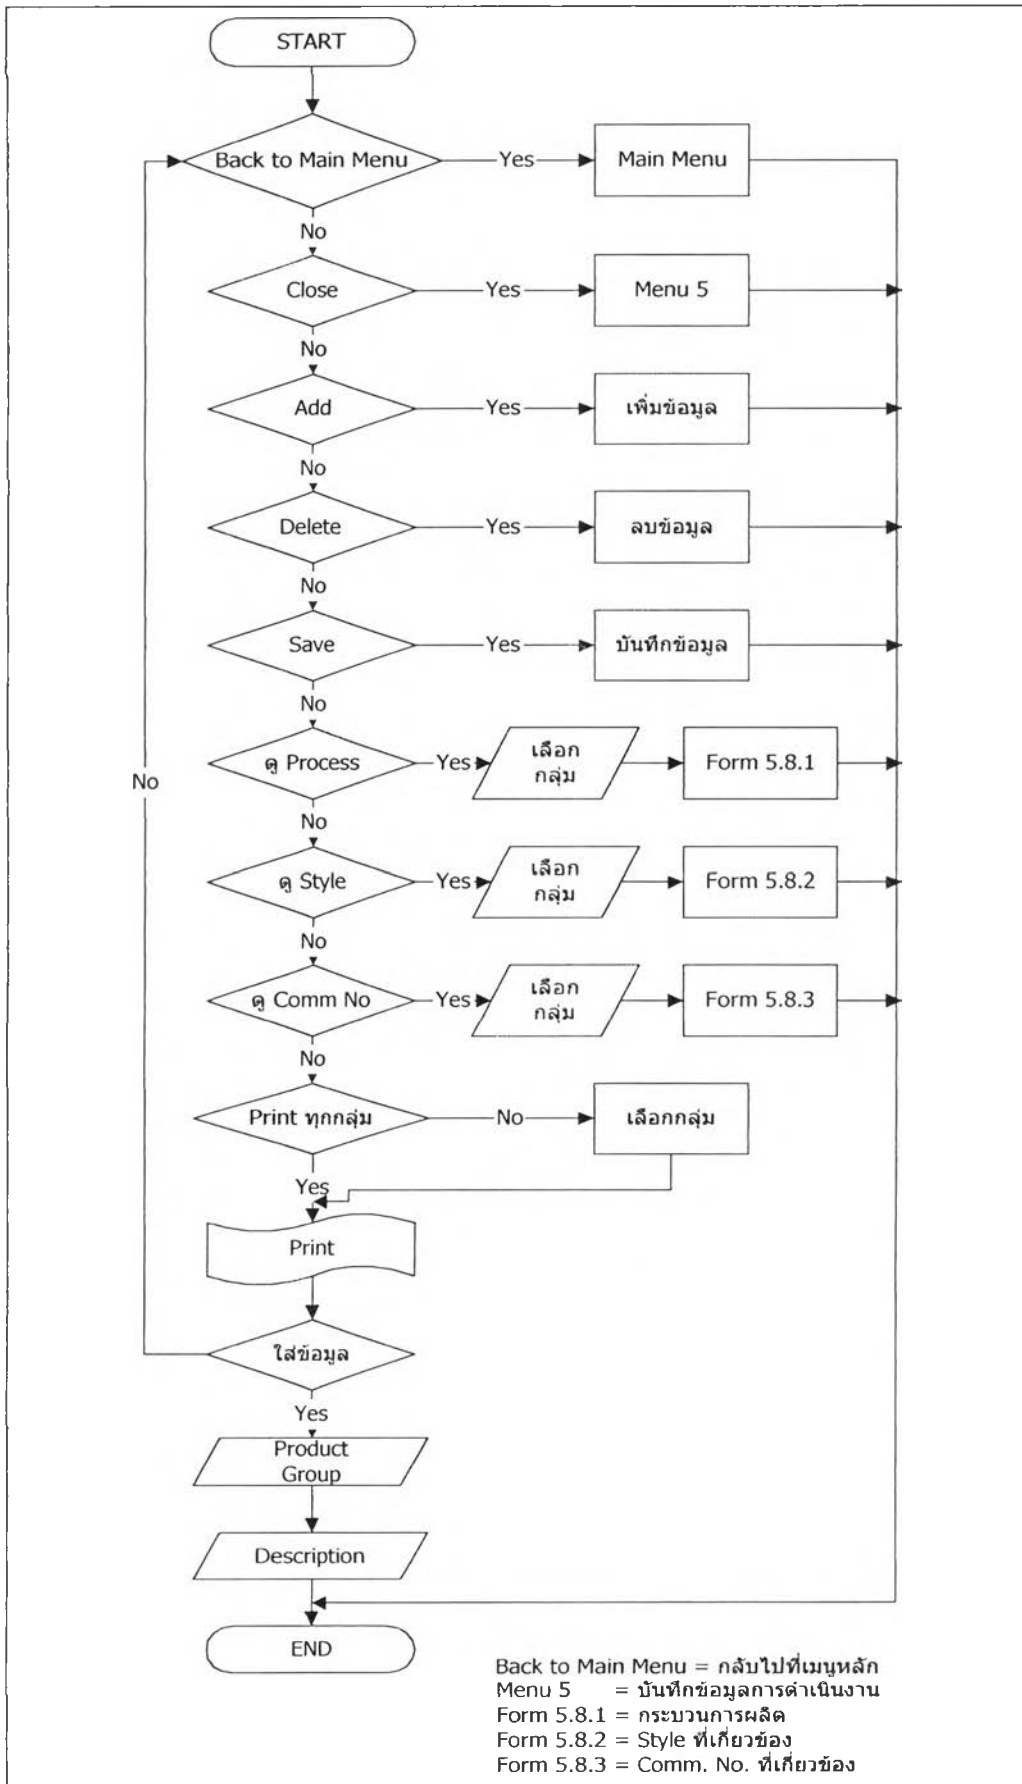 START
Back to Main Menu
Yes
Main Menu
No
Close
Yes
Menu 5
No
Add
Yes
เพิ่มข้อมูล
No
Delete
Yes
ลบข้อมูล
No
Save
Yes
บันทึกข้อมูล
No
ดู Process
Yes
เลือก
กลุ่ม
Form 5.8.1
No
No
ดู Style
Yes
เลือก
กลุ่ม
Form 5.8.2
No
ดู Comm No
Yes
เลือก
กลุ่ม
Form 5.8.3
No
Print ทุกกลุ่ม
No
เลือกกลุ่ม
Yes
Print
ใส่ข้อมูล
Yes
Product
Group
Description
END
Back to Main Menu = กลับไปที่เมนูหลัก
Menu 5 = บันทึกข้อมูลการดำเนินงาน
Form 5.8.1 = กระบวนการผลิต
Form 5.8.2 = Style ที่เกี่ยวข้อง
Form 5.8.3 = Comm. No. ที่เกี่ยวข้อง